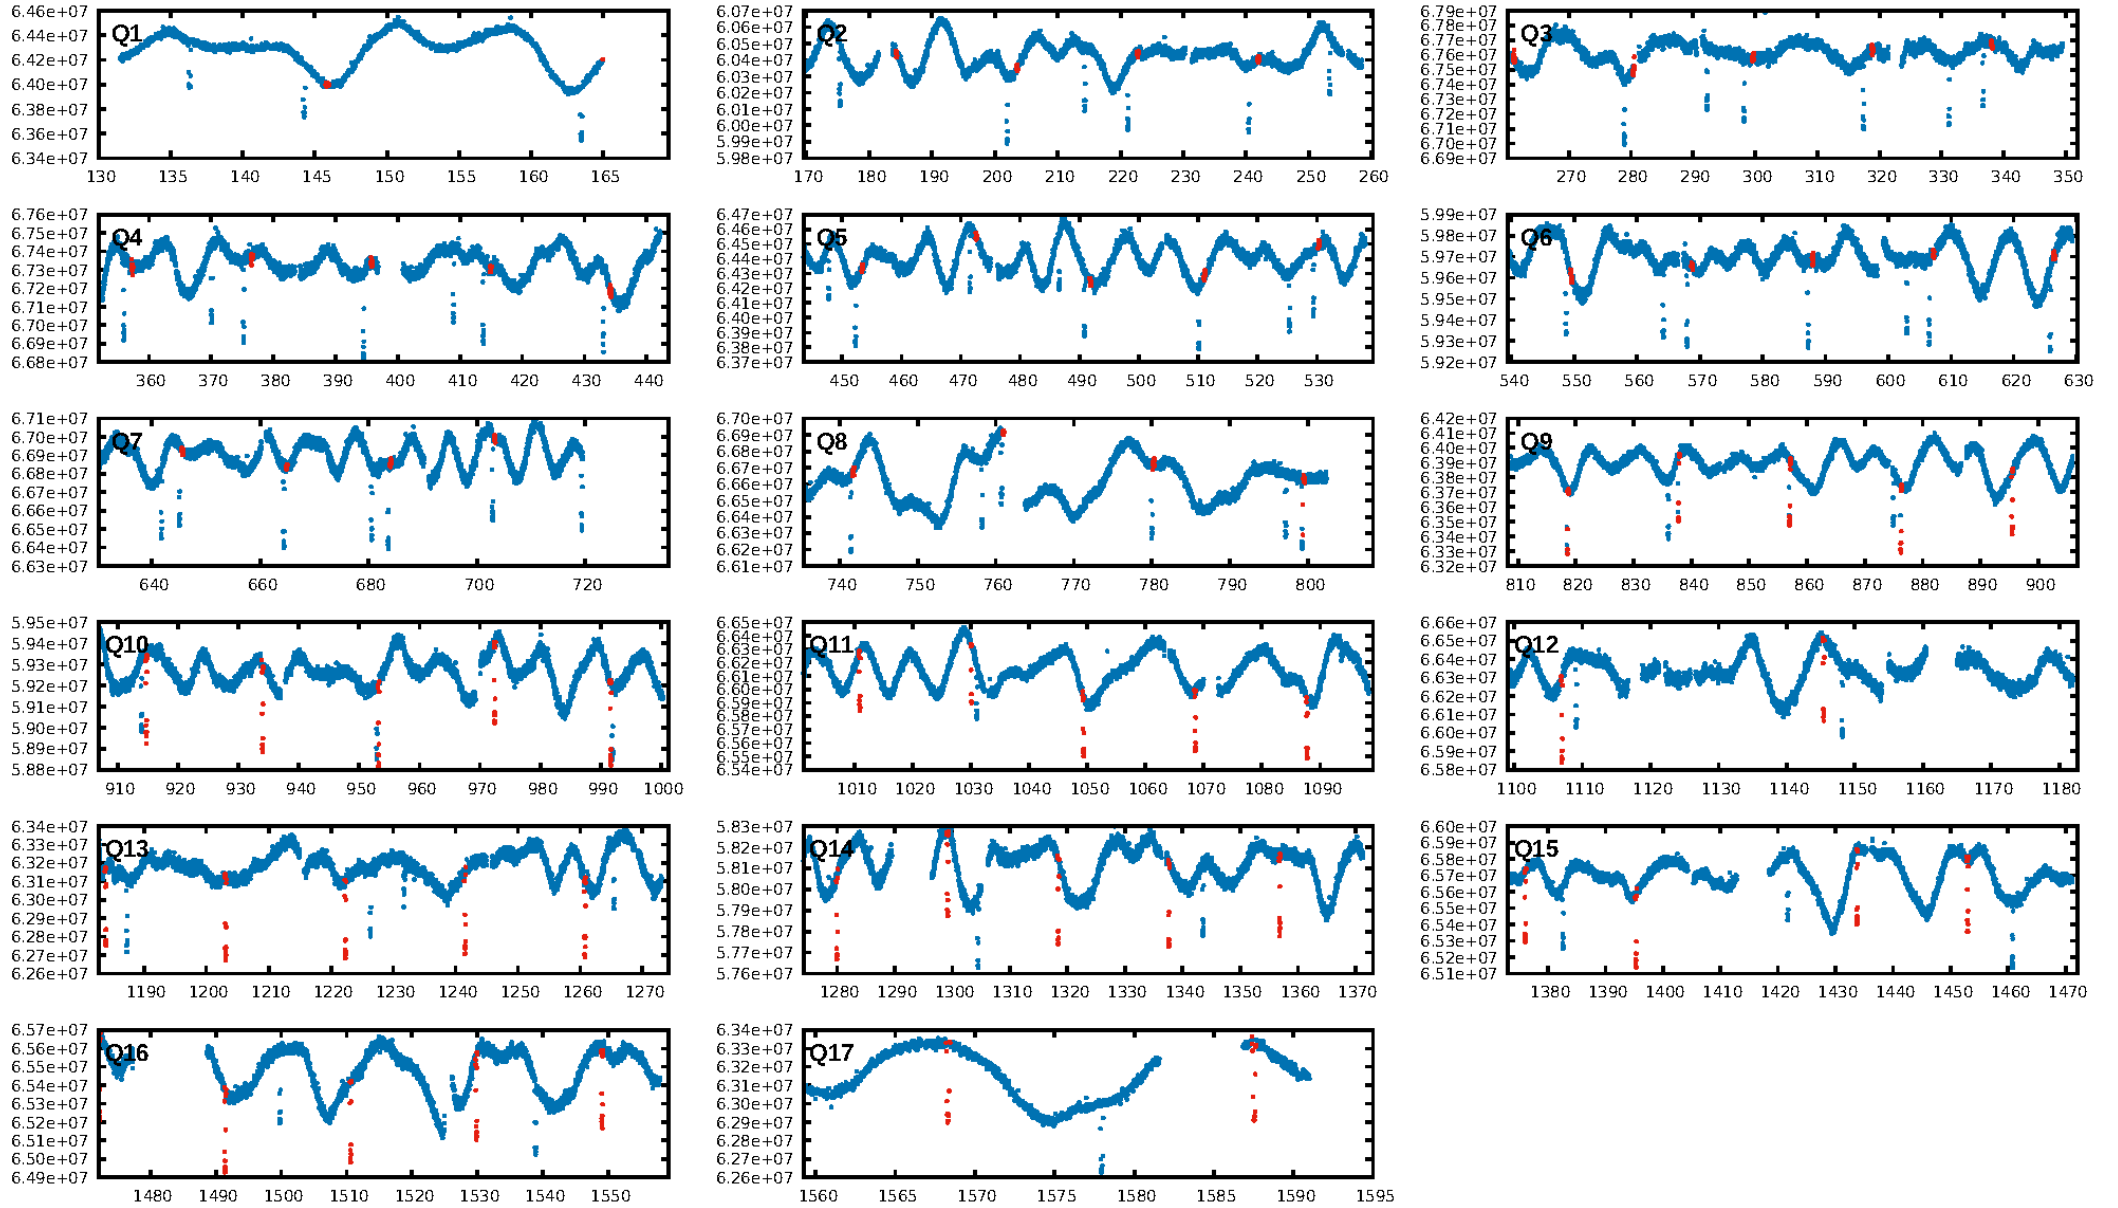 6.46e+07
6.44e+07
6.42e+07
6.40e+07
6.38e+07
6.36e+07
6.34e+07
Q1
130 135 140 145 150 155 160 165
6.07e+07
6.06e+07
6.05e+07
6.04e+07
6.03e+07
6.02e+07
6.01e+07
6.00e+07
5.99e+07
5.98e+07
Q2
170 180 190 200 210 220 230 240 250 260
6.79e+07
6.78e+07
6.77e+07
6.76e+07
6.75e+07
6.74e+07
6.73e+07
6.72e+07
6.71e+07
6.70e+07
6.69e+07
Q3
270 280 290 300 310 320 330 340 350
6.76e+07
6.75e+07
6.74e+07
6.73e+07
6.72e+07
6.71e+07
6.70e+07
6.69e+07
6.68e+07
Q4
360 370 380 390 400 410 420 430 440
6.47e+07
6.46e+07
6.45e+07
6.44e+07
6.43e+07
6.42e+07
6.41e+07
6.40e+07
6.39e+07
6.38e+07
6.37e+07
Q5
450 460 470 480 490 500 510 520 530
5.99e+07
5.98e+07
5.97e+07
5.96e+07
5.95e+07
5.94e+07
5.93e+07
5.92e+07
Q6
540 550 560 570 580 590 600 610 620 630
6.71e+07
6.70e+07
6.69e+07
6.68e+07
6.67e+07
6.66e+07
6.65e+07
6.64e+07
6.63e+07
Q7
640 660 680 700 720
6.70e+07
6.69e+07
6.68e+07
6.67e+07
6.66e+07
6.65e+07
6.64e+07
6.63e+07
6.62e+07
6.61e+07
Q8
740 750 760 770 780 790 800
6.42e+07
6.41e+07
6.40e+07
6.39e+07
6.38e+07
6.37e+07
6.36e+07
6.35e+07
6.34e+07
6.33e+07
6.32e+07
Q9
810 820 830 840 850 860 870 880 890 900
5.95e+07
5.94e+07
5.93e+07
5.92e+07
5.91e+07
5.90e+07
5.89e+07
5.88e+07
Q10
910 920 930 940 950 960 970 980 990 1000
6.65e+07
6.64e+07
6.63e+07
6.62e+07
6.61e+07
6.60e+07
6.59e+07
6.58e+07
6.57e+07
6.56e+07
6.55e+07
6.54e+07
Q11
1010 1020 1030 1040 1050 1060 1070 1080 1090
6.66e+07
6.65e+07
6.64e+07
6.63e+07
6.62e+07
6.61e+07
6.60e+07
6.59e+07
6.58e+07
Q12
1100 1110 1120 1130 1140 1150 1160 1170 1180
6.34e+07
6.33e+07
6.32e+07
6.31e+07
6.30e+07
6.29e+07
6.28e+07
6.27e+07
6.26e+07
Q13
1190 1200 1210 1220 1230 1240 1250 1260 1270
5.83e+07
5.82e+07
5.81e+07
5.80e+07
5.79e+07
5.78e+07
5.77e+07
5.76e+07
Q14
1280 1290 1300 1310 1320 1330 1340 1350 1360 1370
6.60e+07
6.59e+07
6.58e+07
6.57e+07
6.56e+07
6.55e+07
6.54e+07
6.53e+07
6.52e+07
6.51e+07
Q15
1380 1390 1400 1410 1420 1430 1440 1450 1460 1470
6.57e+07
6.56e+07
6.55e+07
6.54e+07
6.53e+07
6.52e+07
6.51e+07
6.50e+07
6.49e+07
Q16
1480 1490 1500 1510 1520 1530 1540 1550
6.34e+07
6.33e+07
6.32e+07
6.31e+07
6.30e+07
6.29e+07
6.28e+07
6.27e+07
6.26e+07
Q17
1560 1565 1570 1575 1580 1585 1590 1595